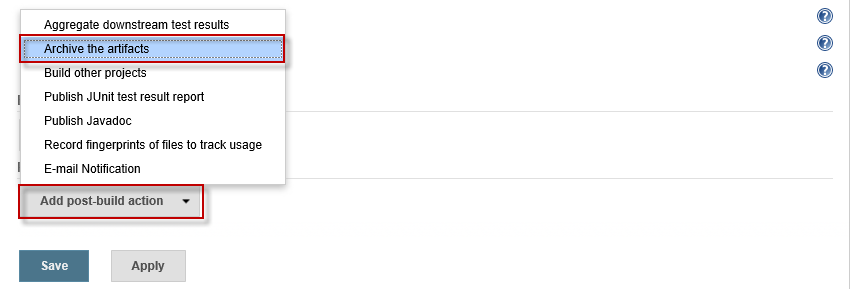 Aggregate downstream test results
Archive the artifacts
Build other projects
Publish JUnit test result report
Publish Javadoc
Record fingerprints of files to track usage
E-mail Notification
Add post-build action
Save
Apply